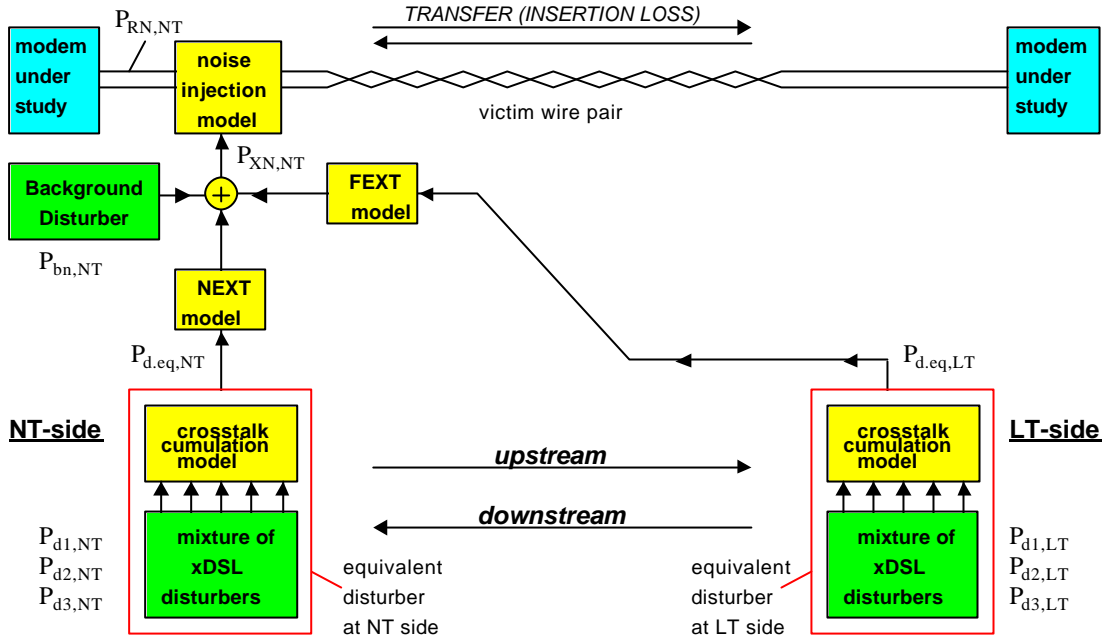 TRANSFER (INSERTION LOSS)
P_RN,NT
modem
under
study
noise
injection
model
modem
under
study
victim wire pair
P_XN,NT
Background
Disturber
+
FEXT
model
P_bn,NT
NEXT
model
P_d.eq,NT
P_d.eq,LT
NT-side
crosstalk
cumulation
model
upstream
crosstalk
cumulation
model
LT-side
downstream
P_d1,NT
P_d2,NT
P_d3,NT
mixture of
xDSL
disturbers
equivalent
disturber
at NT side
equivalent
disturber
at LT side
mixture of
xDSL
disturbers
P_d1,LT
P_d2,LT
P_d3,LT